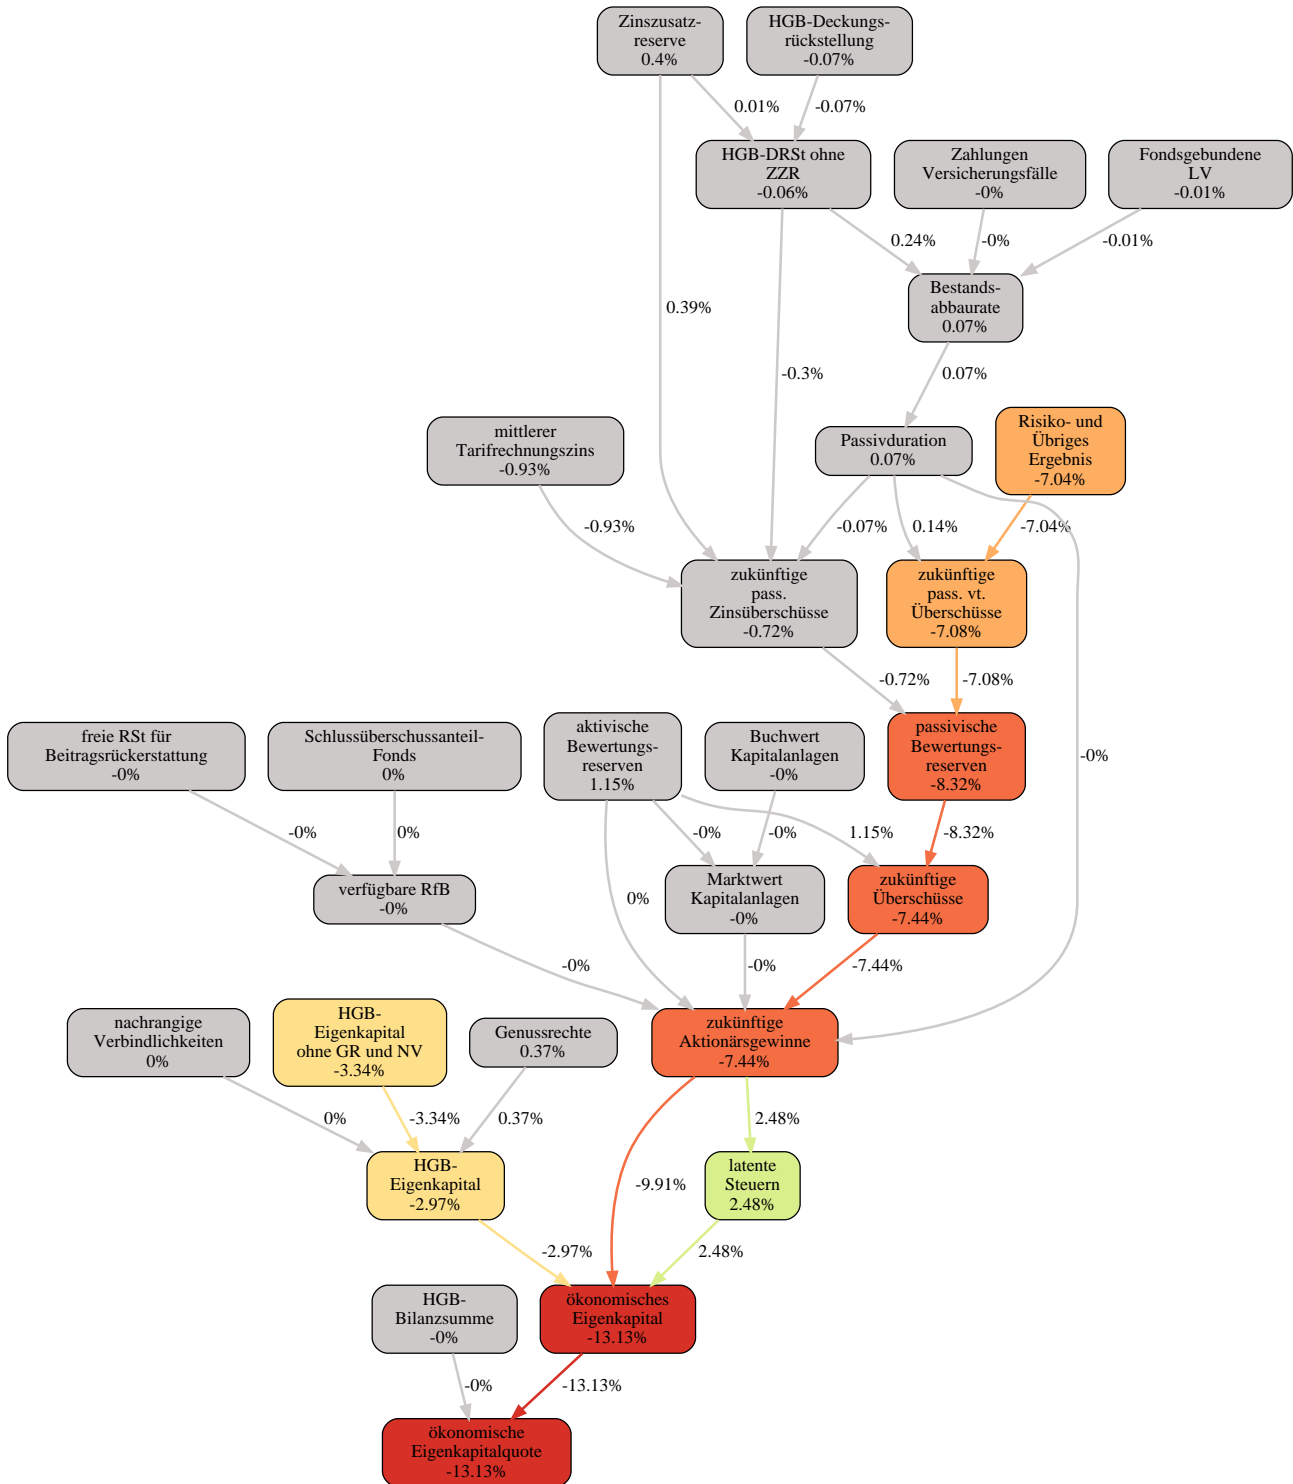 Zinszusatz-
reserve
0.4%
HGB-Deckungs-
rückstellung
-0.07%
0.01%
-0.07%
HGB-DRSt ohne
ZZR
-0.06%
Zahlungen
Versicherungsfälle
-0%
Fondsgebundene
LV
-0.01%
0.24%
-0%
-0.01%
Bestands-
abbaurate
0.07%
0.39%
-0.3%
0.07%
mittlerer
Tarifrechnungszins
-0.93%
Passivduration
0.07%
Risiko- und
Übriges
Ergebnis
-7.04%
-0.93%
-0.07%
0.14%
-7.04%
zukünftige
pass.
Zinsüberschüsse
-0.72%
zukünftige
pass. vt.
Überschüsse
-7.08%
-0.72%
-7.08%
freie RSt für
Beitragsrückerstattung
-0%
Schlussüberschussanteil-
Fonds
0%
aktivische
Bewertungs-
reserven
1.15%
Buchwert
Kapitalanlagen
-0%
passivische
Bewertungs-
reserven
-8.32%
-0%
-0%
0%
-0%
-0%
1.15%
-8.32%
verfügbare RfB
-0%
0%
Marktwert
Kapitalanlagen
-0%
zukünftige
Überschüsse
-7.44%
-0%
-0%
-7.44%
nachrangige
Verbindlichkeiten
0%
HGB-
Eigenkapital
ohne GR und NV
-3.34%
Genussrechte
0.37%
zukünftige
Aktionärsgewinne
-7.44%
0%
-3.34%
0.37%
2.48%
HGB-
Eigenkapital
-2.97%
-9.91%
latente
Steuern
2.48%
-2.97%
2.48%
HGB-
Bilanzsumme
-0%
ökonomisches
Eigenkapital
-13.13%
-0%
-13.13%
ökonomische
Eigenkapitalquote
-13.13%